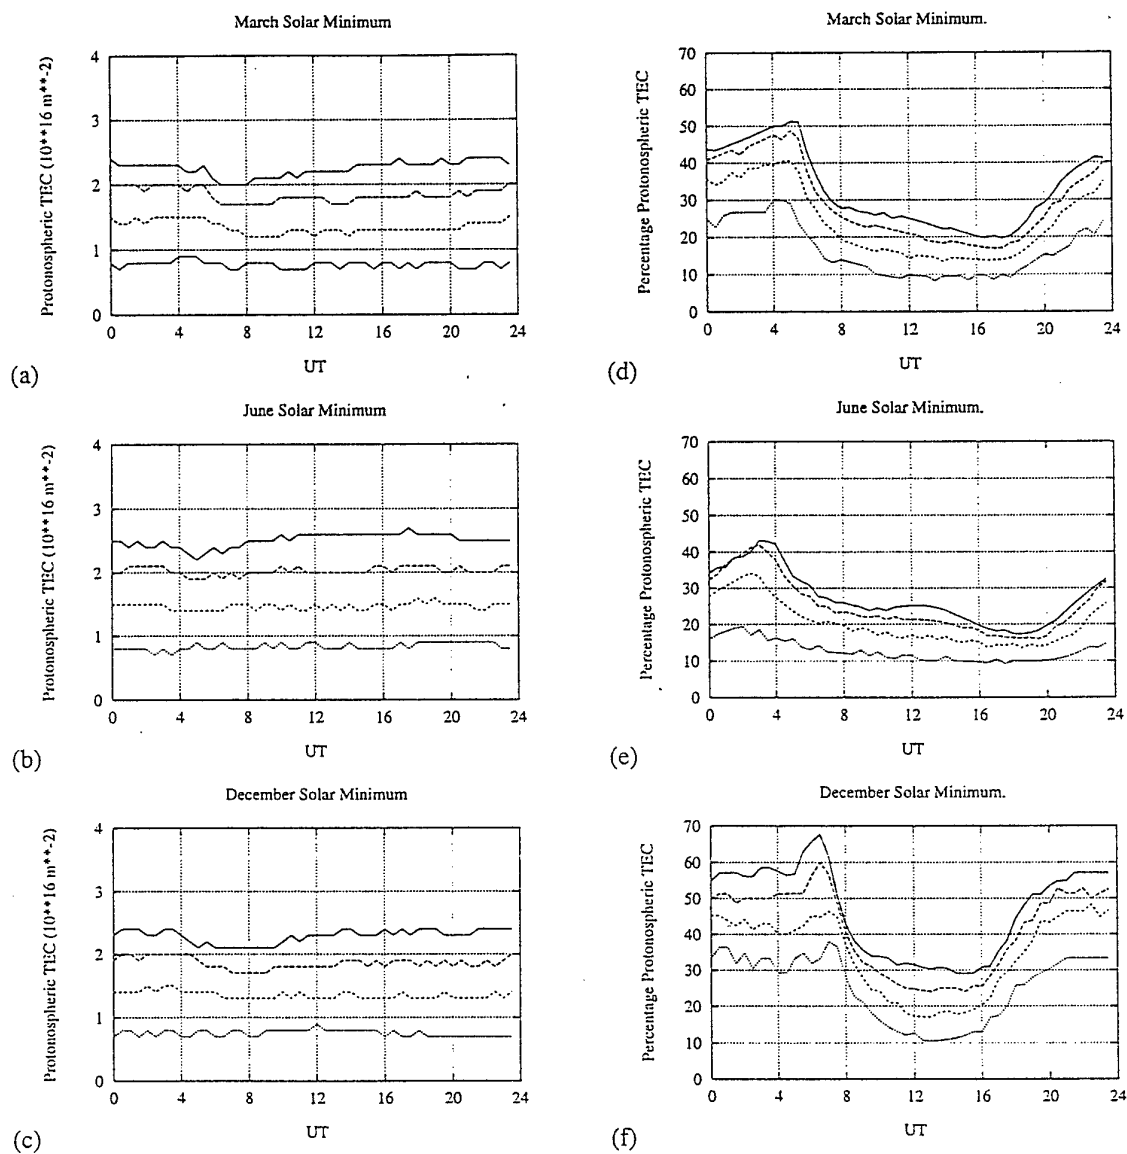 March Solar Minimum
Protonospheric TEC (10**16 m**-2)
4
3
2
1
0
0 4 8 12 16 20 24
UT
(a)
March Solar Minimum.
Percentage Protonospheric TEC
70
60
50
40
30
20
10
0
0 4 8 12 16 20 24
UT
(d)
June Solar Minimum
Protonospheric TEC (10**16 m**-2)
4
3
2
1
0
0 4 8 12 16 20 24
UT
(b)
June Solar Minimum.
Percentage Protonospheric TEC
70
60
50
40
30
20
10
0
0 4 8 12 16 20 24
UT
(e)
December Solar Minimum
Protonospheric TEC (10**16 m**-2)
4
3
2
1
0
0 4 8 12 16 20 24
UT
(c)
December Solar Minimum.
Percentage Protonospheric TEC
70
60
50
40
30
20
10
0
0 4 8 12 16 20 24
UT
(f)